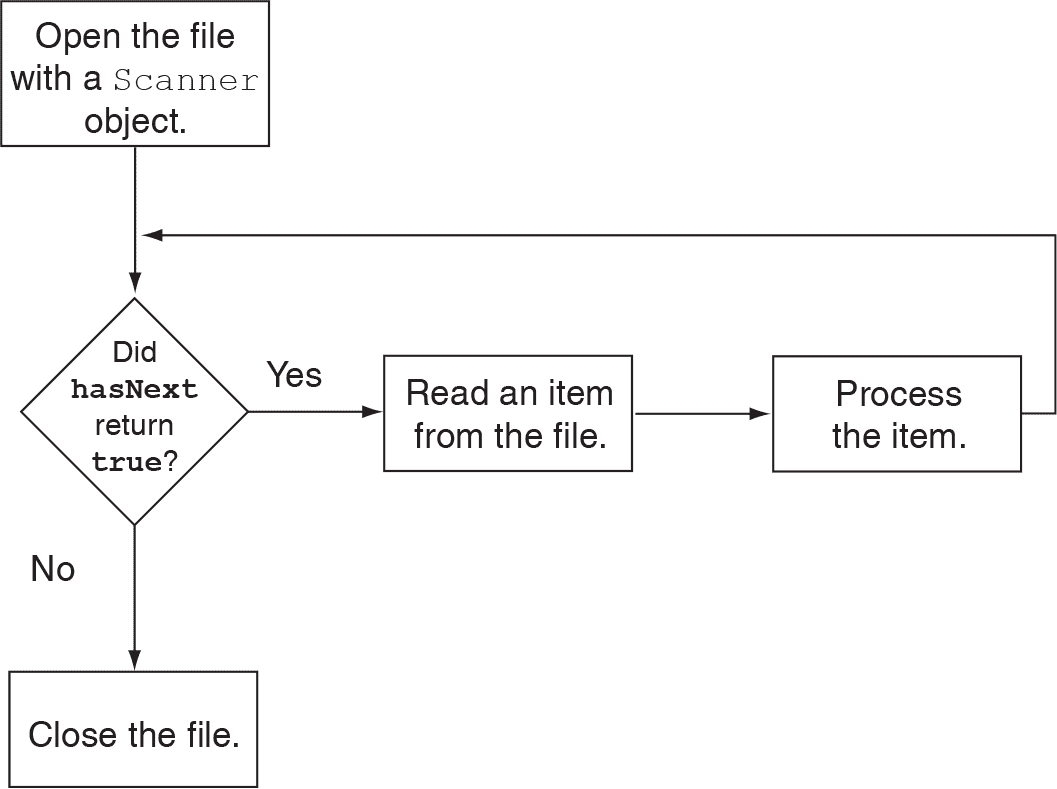 Open the file
with a Scanner
object.
Did
hasNext
return
true?
Yes
Read an item
from the file.
Process
the item.
No
Close the file.